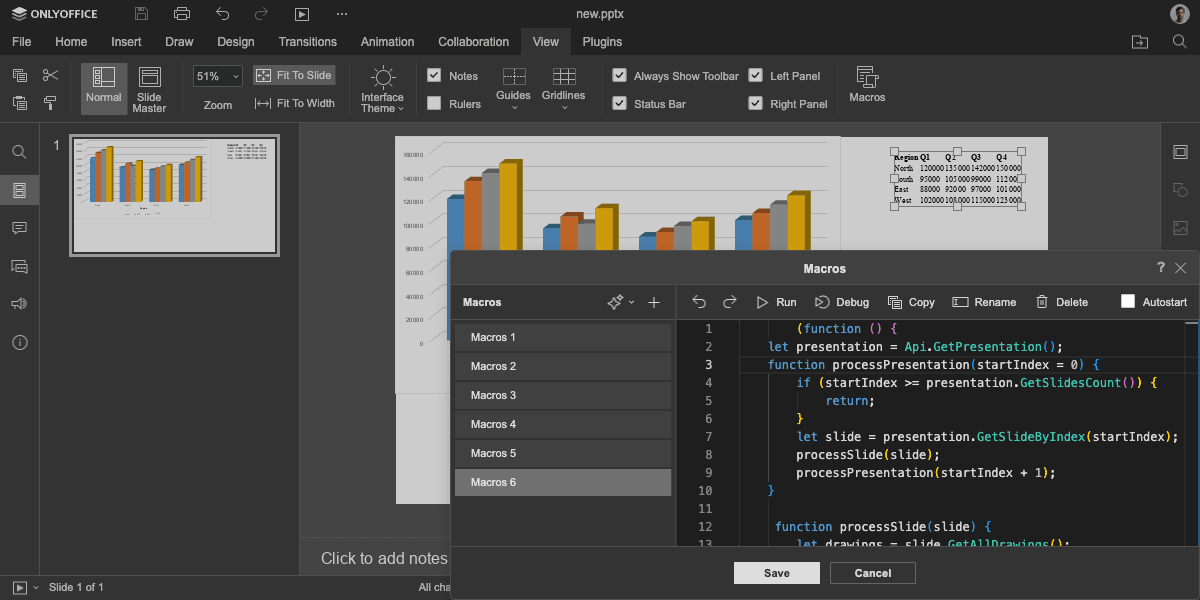 ONLYOFFICE
new.pptx
File Home Insert Draw Design Transitions Animation Collaboration View Plugins
Normal
Slide Master
51%
Zoom
Fit To Slide
Fit To Width
Interface Theme
Notes
Rulers
Guides
Gridlines
Always Show Toolbar
Status Bar
Left Panel
Right Panel
Macros
1
160000
140000
120000
100000
80000
60000
40000
20000
0
Region Q1 Q2 Q3 Q4
North 120000 135000 142000 150000
South 95000 105000 99000 112000
East 88000 92000 97000 101000
West 102000 108000 115000 123000
Macros
?
Macros
Run Debug Copy Rename Delete Autostart
Macros 1
Macros 2
Macros 3
Macros 4
Macros 5
Macros 6
1 (function () {
2 let presentation = Api.GetPresentation();
3 function processPresentation(startIndex = 0) {
4 if (startIndex >= presentation.GetSlidesCount()) {
5 return;
6 }
7 let slide = presentation.GetSlideByIndex(startIndex);
8 processSlide(slide);
9 processPresentation(startIndex + 1);
10 }
11
12 function processSlide(slide) {
13 let drawings = slide.GetAllDrawings();
Save Cancel
Click to add notes
Slide 1 of 1
All cha